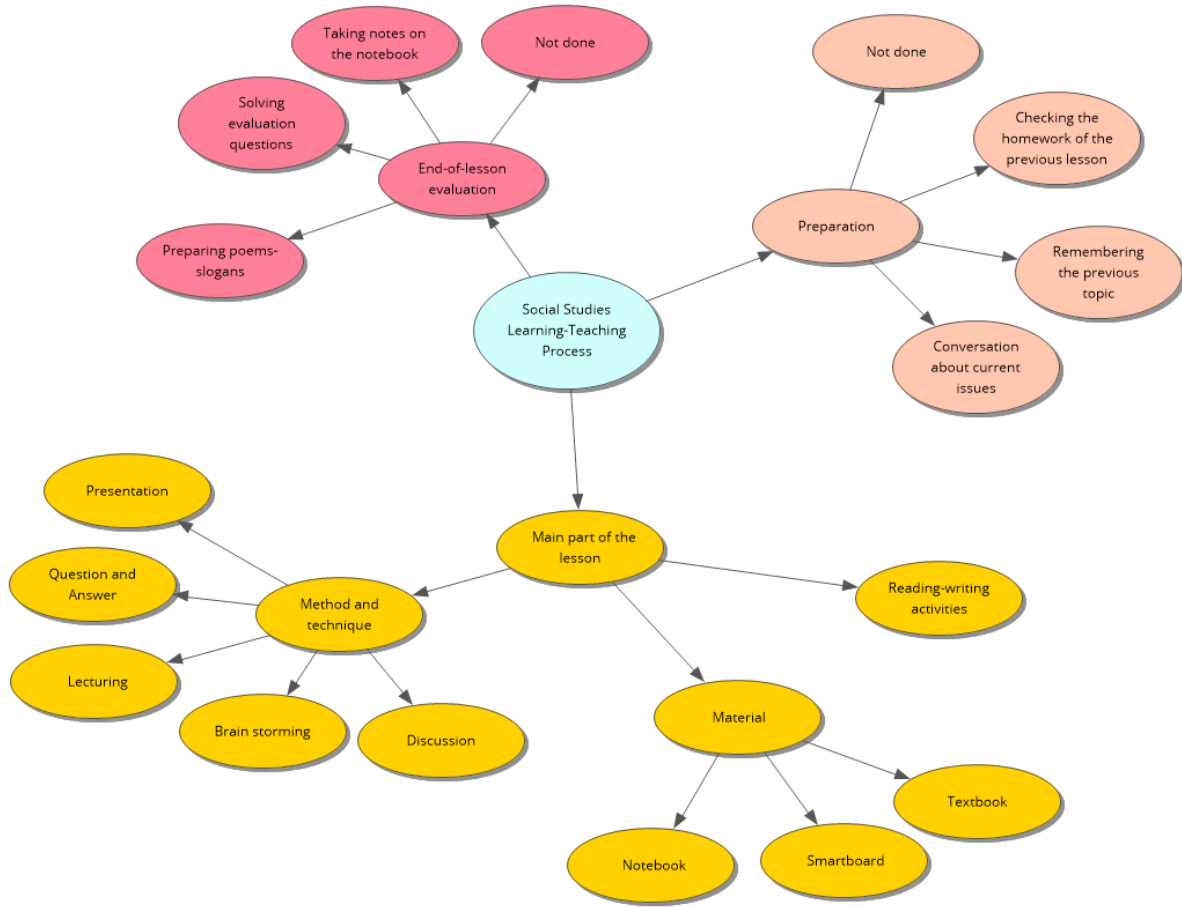 Taking notes on
the notebook
Not done
Solving
evaluation
questions
End-of-lesson
evaluation
Preparing poems-
slogans
Not done
Checking the
homework of the
previous lesson
Preparation
Remembering
the previous
topic
Conversation
about current
issues
Social Studies
Learning-Teaching
Process
Main part of the
lesson
Presentation
Question and
Answer
Method and
technique
Lecturing
Brain storming
Discussion
Reading-writing
activities
Material
Textbook
Notebook
Smartboard